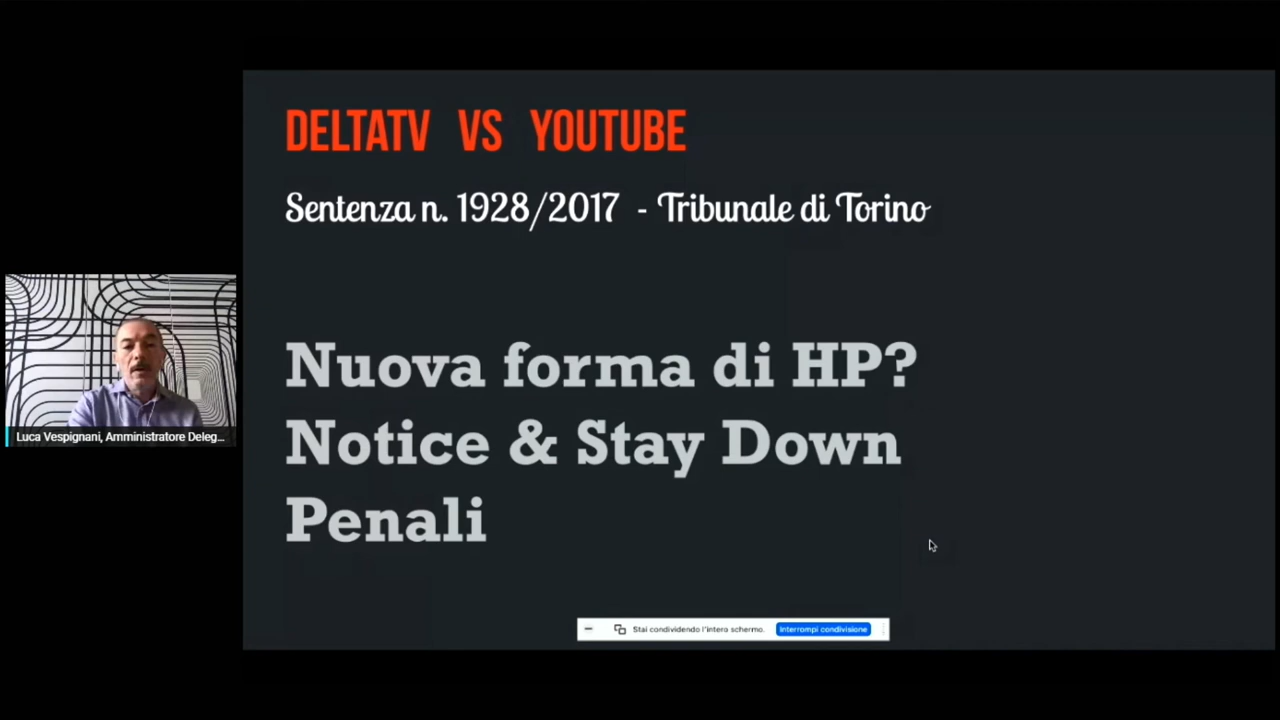 DELTATV VS YOUTUBE
Sentenza n. 1928/2017 - Tribunale di Torino
Nuova forma di HP?
Notice & Stay Down
Penali
Luca Vespignani, Amministratore Deleg...
Stai condividendo l'intero schermo.
Interrompi condivisione